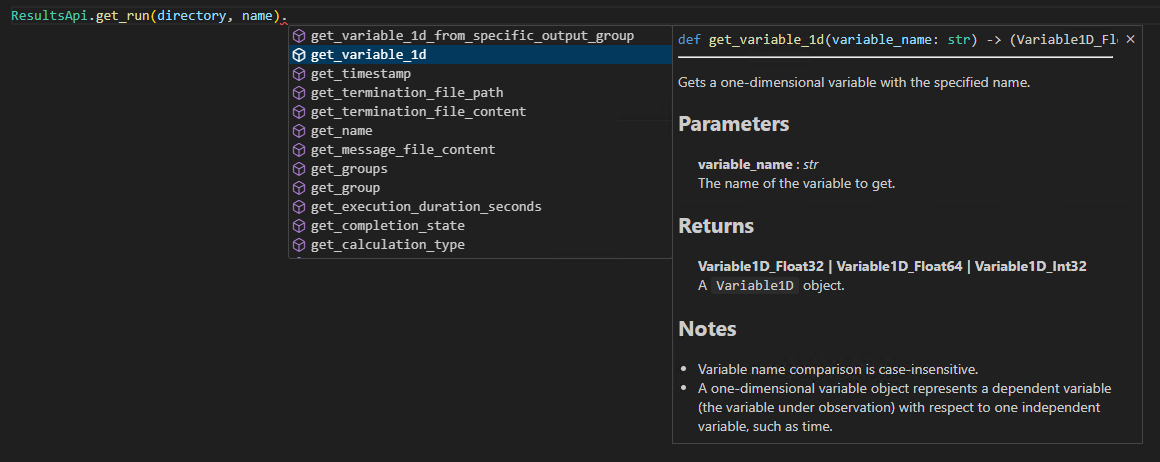 ResultsApi.get_run(directory, name).
get_variable_1d_from_specific_output_group
get_variable_1d
get_timestamp
get_termination_file_path
get_termination_file_content
get_name
get_message_file_content
get_groups
get_group
get_execution_duration_seconds
get_completion_state
get_calculation_type
def get_variable_1d(variable_name: str) -> (Variable1D_Fl
Gets a one-dimensional variable with the specified name.
Parameters
variable_name : str
The name of the variable to get.
Returns
Variable1D_Float32 | Variable1D_Float64 | Variable1D_Int32
A Variable1D object.
Notes
• Variable name comparison is case-insensitive.
• A one-dimensional variable object represents a dependent variable
(the variable under observation) with respect to one independent
variable, such as time.